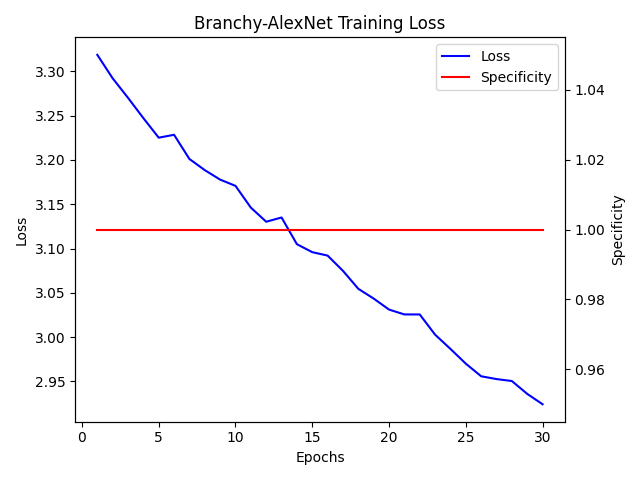 Branchy-AlexNet Training Loss
Loss
Specificity
3.30
3.25
3.20
3.15
3.10
3.05
3.00
2.95
Loss
1.04
1.02
1.00
0.98
0.96
Specificity
0 5 10 15 20 25 30
Epochs